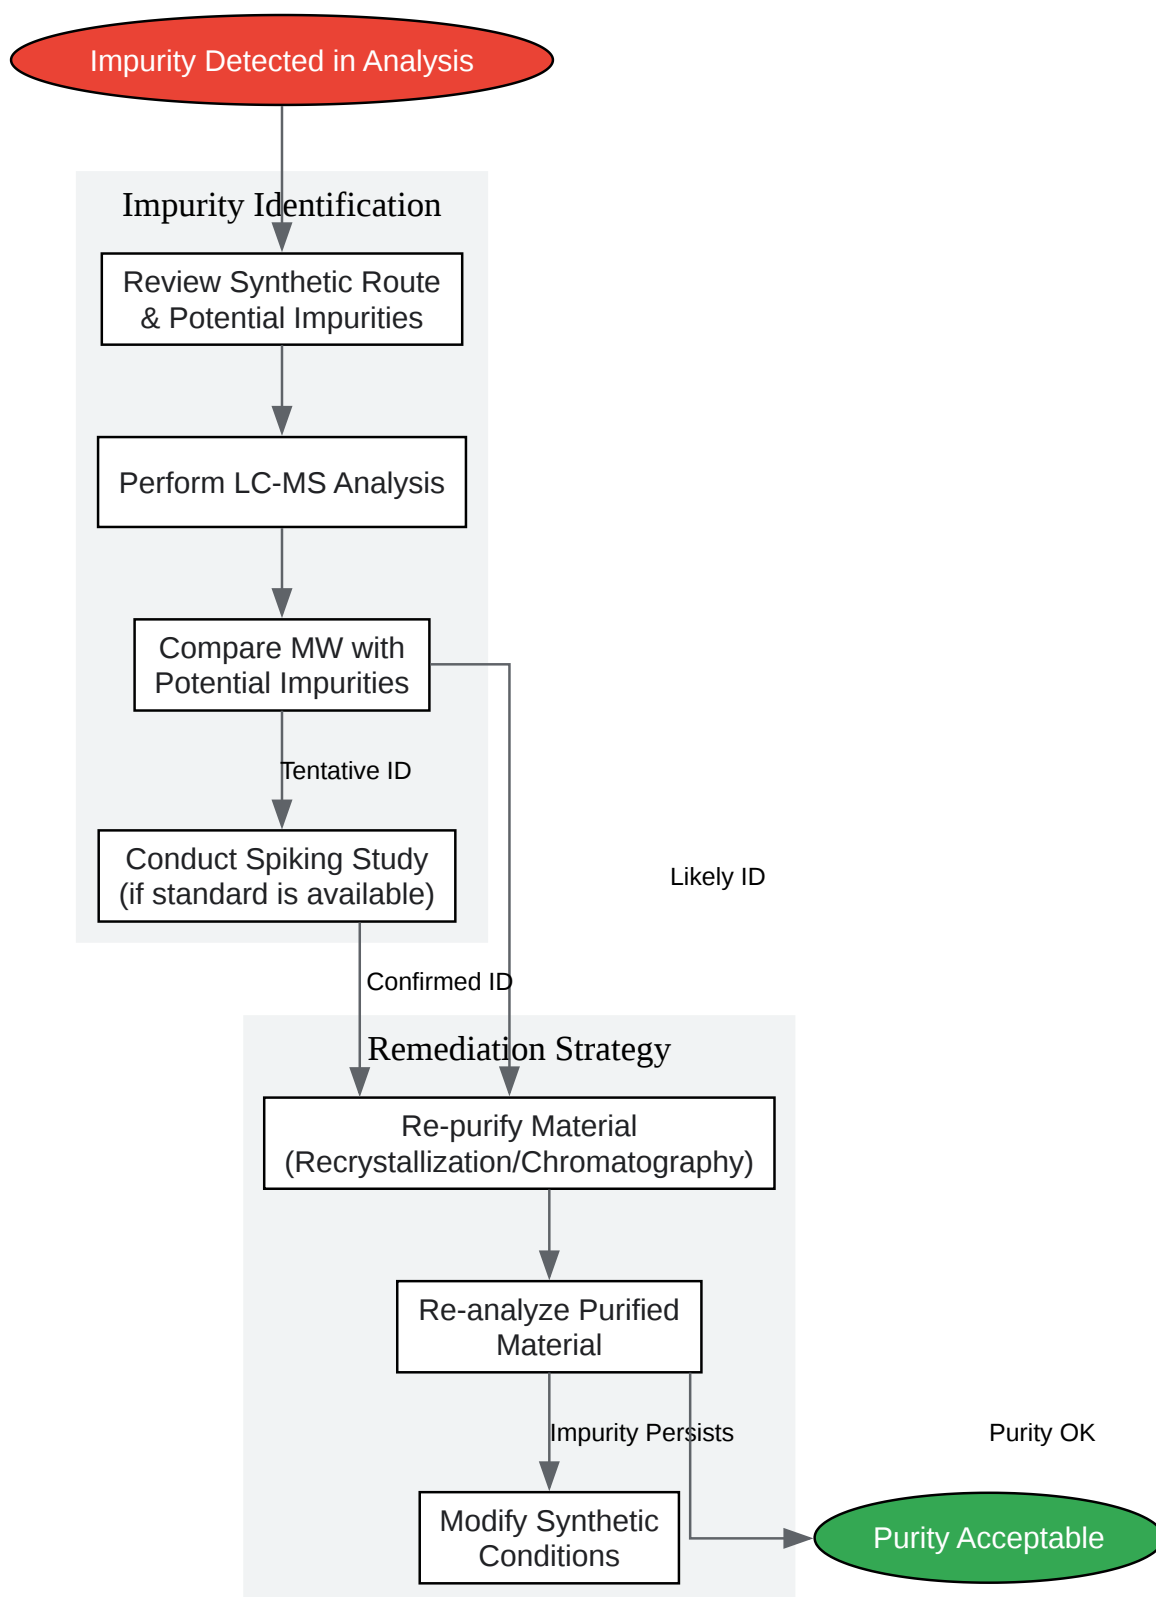 Impurity Detected in Analysis
Impurity Identification
Review Synthetic Route
& Potential Impurities
Perform LC-MS Analysis
Compare MW with
Potential Impurities
Tentative ID
Conduct Spiking Study
(if standard is available)
Likely ID
Confirmed ID
Remediation Strategy
Re-purify Material
(Recrystallization/Chromatography)
Re-analyze Purified
Material
Impurity Persists
Purity OK
Modify Synthetic
Conditions
Purity Acceptable